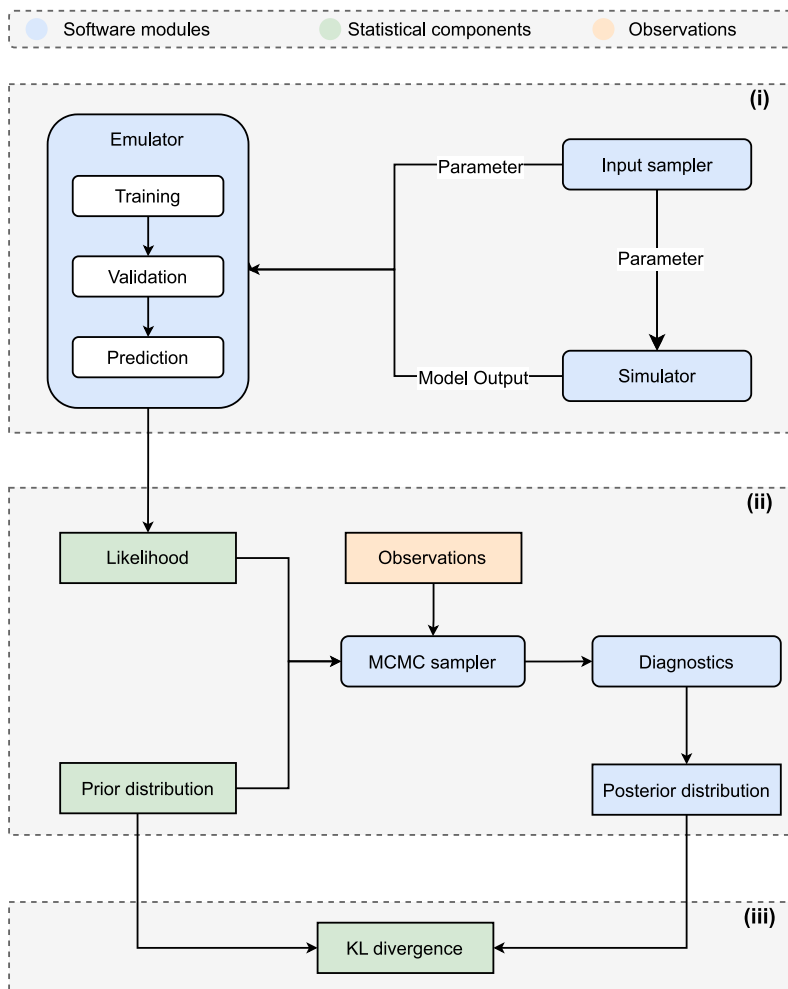 Software modules
Statistical components
Observations
(i)
Emulator
Training
Validation
Prediction
Parameter
Input sampler
Parameter
Model Output
Simulator
(ii)
Likelihood
Observations
MCMC sampler
Diagnostics
Prior distribution
Posterior distribution
(iii)
KL divergence